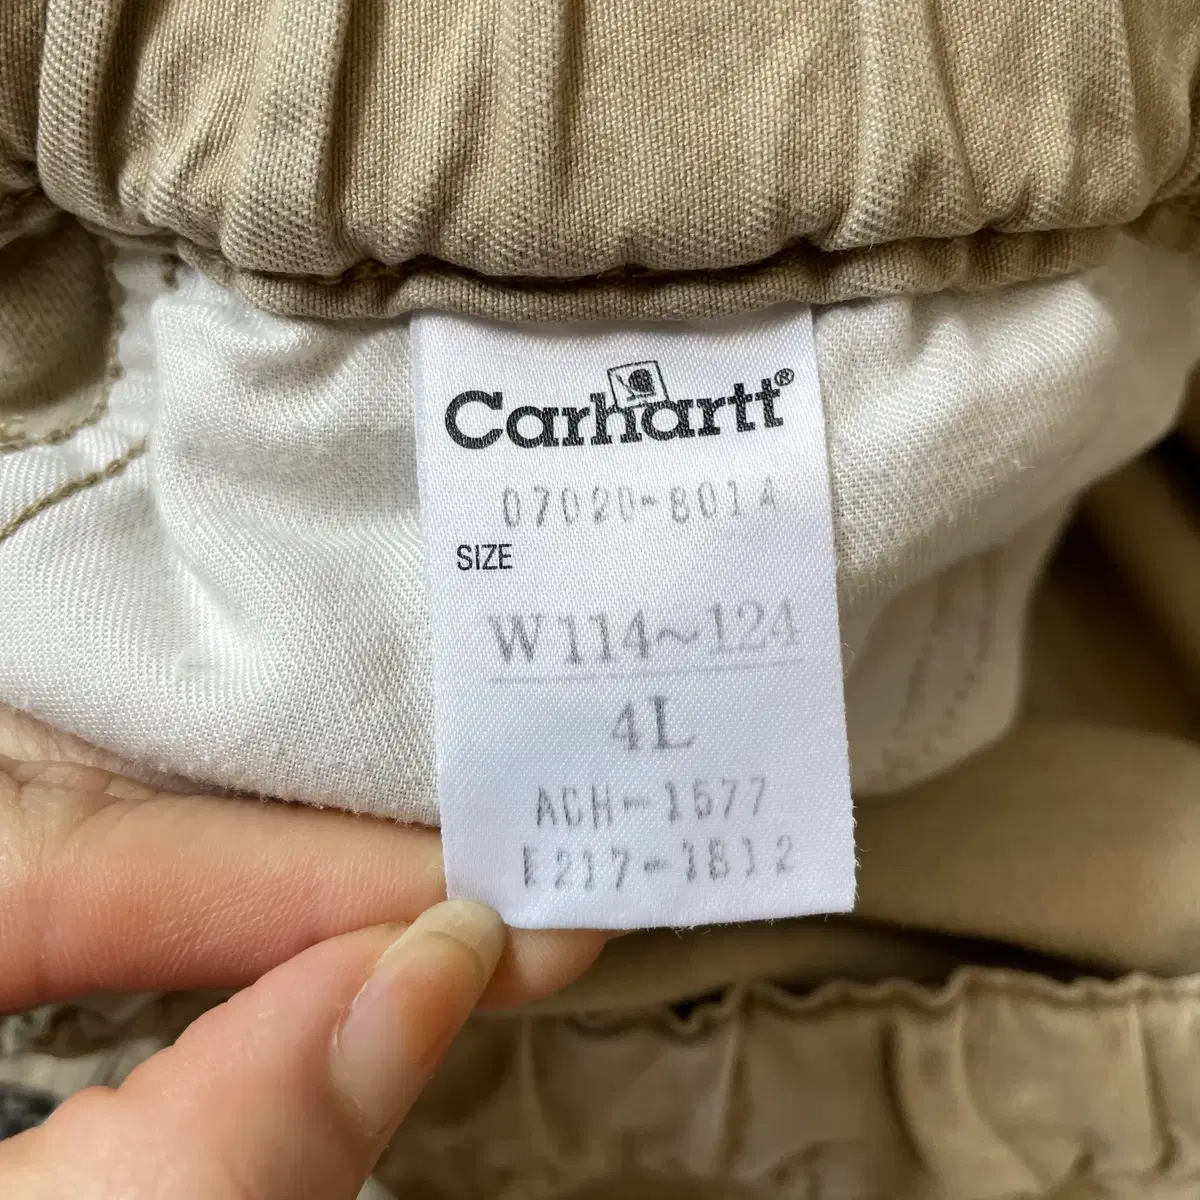 Carhartt®
07020-8014
SIZE
W114~124
4L
ACH-1577
E217-1812